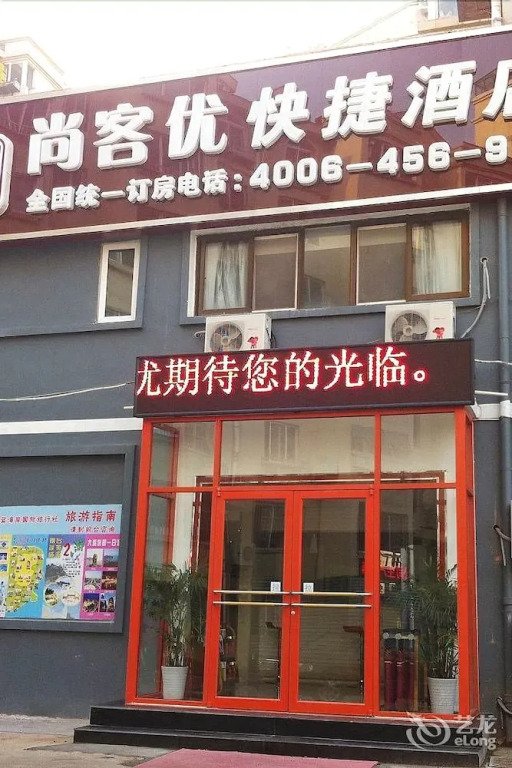 尚客优快捷酒店
全国统一订房电话：4006-456-9
尤期待您的光临。
旅游指南
艺龙
eLong